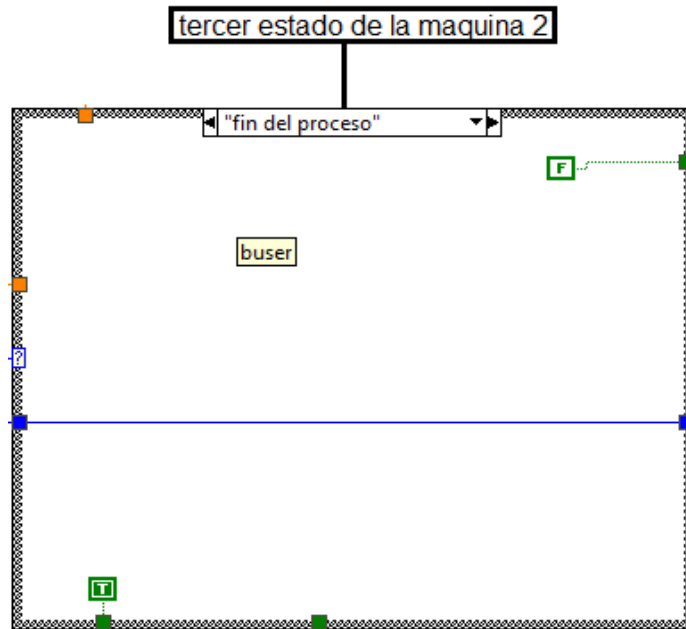 tercer estado de la maquina 2
"fin del proceso"
F
buser
?
T